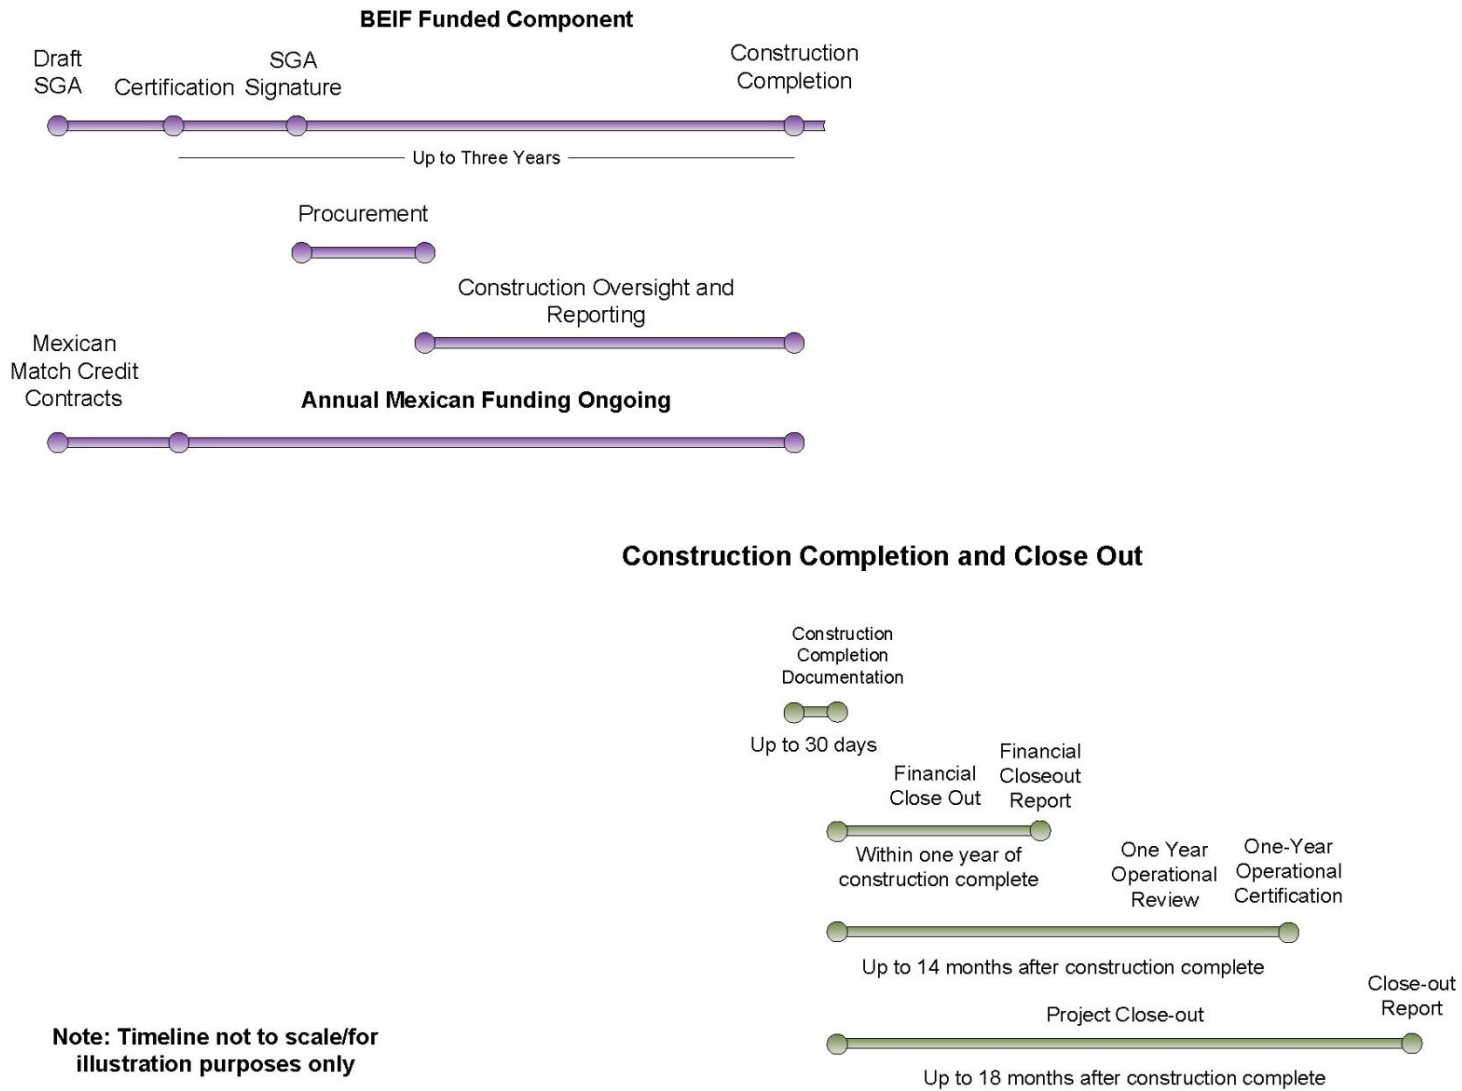 BEIF Funded Component
Draft
SGA
Certification
SGA
Signature
Construction
Completion
Up to Three Years
Procurement
Construction Oversight and
Reporting
Mexican
Match Credit
Contracts
Annual Mexican Funding Ongoing
Construction Completion and Close Out
Construction
Completion
Documentation
Up to 30 days
Financial
Close Out
Financial
Closeout
Report
Within one year of
construction complete
One Year
Operational
Review
One-Year
Operational
Certification
Up to 14 months after construction complete
Project Close-out
Close-out
Report
Up to 18 months after construction complete
Note: Timeline not to scale/for
illustration purposes only